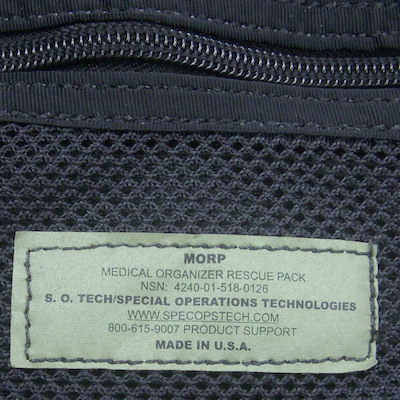 MORP
MEDICAL ORGANIZER RESCUE PACK
NSN: 4240-01-518-0126
S. O. TECH/SPECIAL OPERATIONS TECHNOLOGIES
WWW.SPECOPSTECH.COM
800-615-9007 PRODUCT SUPPORT
MADE IN U.S.A.